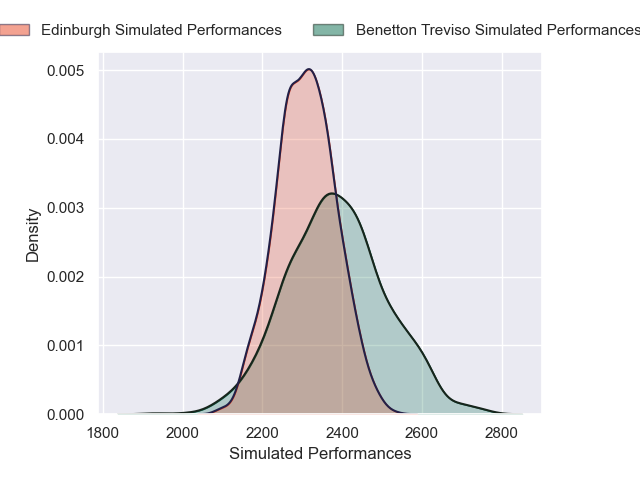 Edinburgh Simulated Performances Benetton Treviso Simulated Performances
0.005
0.004
0.003
0.002
0.001
0.000
Density
1800 2000 2200 2400 2600 2800
Simulated Performances